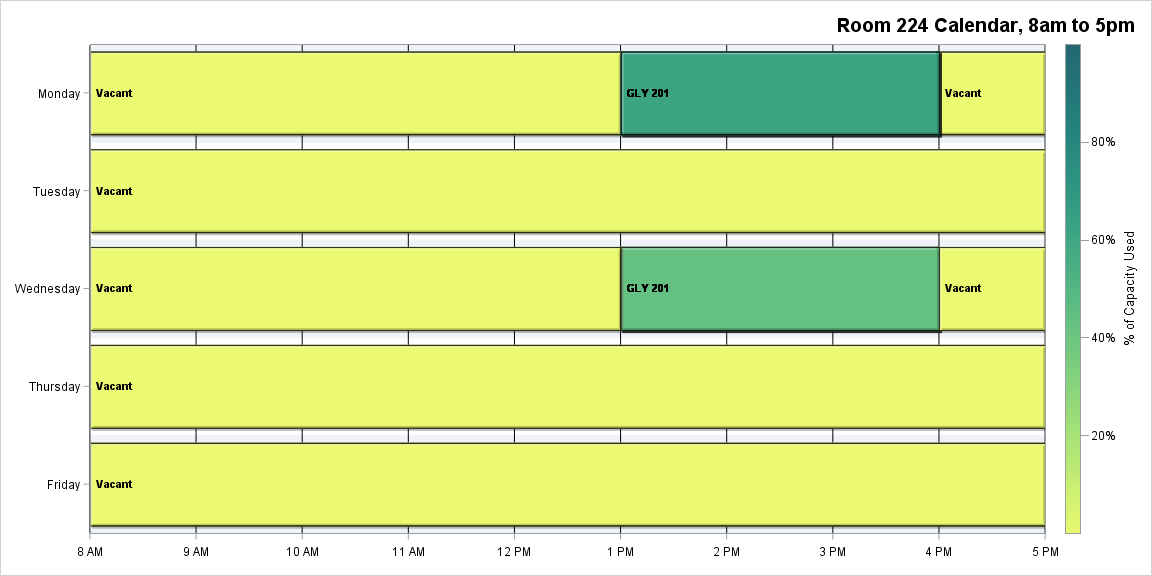 Room 224 Calendar, 8am to 5pm
Monday
Vacant
GLY 201
Vacant
Tuesday
Vacant
Wednesday
Vacant
GLY 201
Vacant
Thursday
Vacant
Friday
Vacant
8 AM
9 AM
10 AM
11 AM
12 PM
1 PM
2 PM
3 PM
4 PM
5 PM
80%
60%
40%
20%
% of Capacity Used